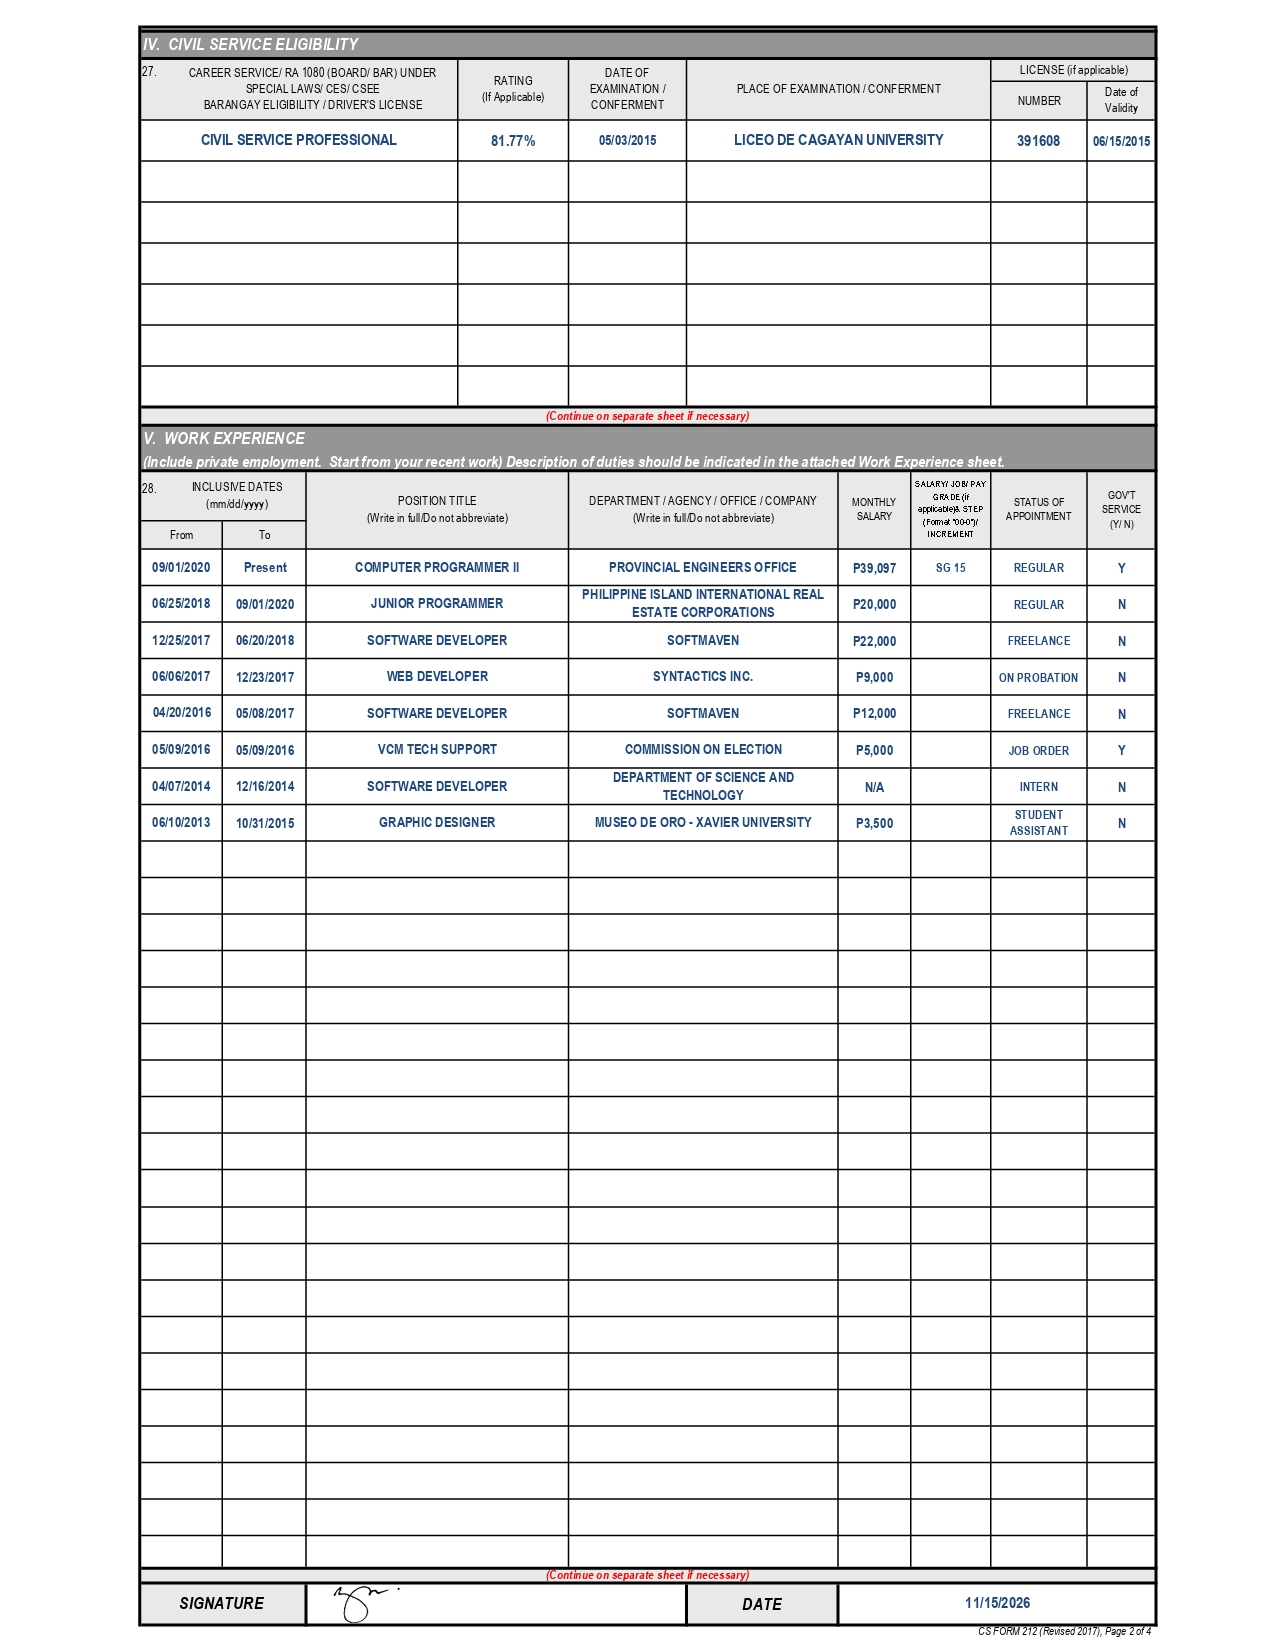 IV. CIVIL SERVICE ELIGIBILITY
27.
CAREER SERVICE/ RA 1080 (BOARD/ BAR) UNDER
SPECIAL LAWS/ CES/ CSEE
BARANGAY ELIGIBILITY / DRIVER'S LICENSE
RATING
(If Applicable)
DATE OF
EXAMINATION /
CONFERMENT
PLACE OF EXAMINATION / CONFERMENT
LICENSE (if applicable)
NUMBER
Date of
Validity
CIVIL SERVICE PROFESSIONAL 81.77% 05/03/2015 LICEO DE CAGAYAN UNIVERSITY 391608 06/15/2015
(Continue on separate sheet if necessary)
V. WORK EXPERIENCE
(Include private employment. Start from your recent work) Description of duties should be indicated in the attached Work Experience sheet.
28.
INCLUSIVE DATES
(mm/dd/yyyy)
From To
POSITION TITLE
(Write in full/Do not abbreviate)
DEPARTMENT / AGENCY / OFFICE / COMPANY
(Write in full/Do not abbreviate)
MONTHLY
SALARY
SALARY/ JOB/ PAY
GRADE (if
applicable)& STEP
(Format "00-0")/
INCREMENT
STATUS OF
APPOINTMENT
GOV'T
SERVICE
(Y/ N)
09/01/2020 Present COMPUTER PROGRAMMER II PROVINCIAL ENGINEERS OFFICE P39,097 SG 15 REGULAR Y
06/25/2018 09/01/2020 JUNIOR PROGRAMMER PHILIPPINE ISLAND INTERNATIONAL REAL
ESTATE CORPORATIONS P20,000 REGULAR N
12/25/2017 06/20/2018 SOFTWARE DEVELOPER SOFTMAVEN P22,000 FREELANCE N
06/06/2017 12/23/2017 WEB DEVELOPER SYNTACTICS INC. P9,000 ON PROBATION N
04/20/2016 05/08/2017 SOFTWARE DEVELOPER SOFTMAVEN P12,000 FREELANCE N
05/09/2016 05/09/2016 VCM TECH SUPPORT COMMISSION ON ELECTION P5,000 JOB ORDER Y
04/07/2014 12/16/2014 SOFTWARE DEVELOPER DEPARTMENT OF SCIENCE AND
TECHNOLOGY N/A INTERN N
06/10/2013 10/31/2015 GRAPHIC DESIGNER MUSEO DE ORO - XAVIER UNIVERSITY P3,500 STUDENT
ASSISTANT N
(Continue on separate sheet if necessary)
SIGNATURE DATE 11/15/2026
CS FORM 212 (Revised 2017), Page 2 of 4